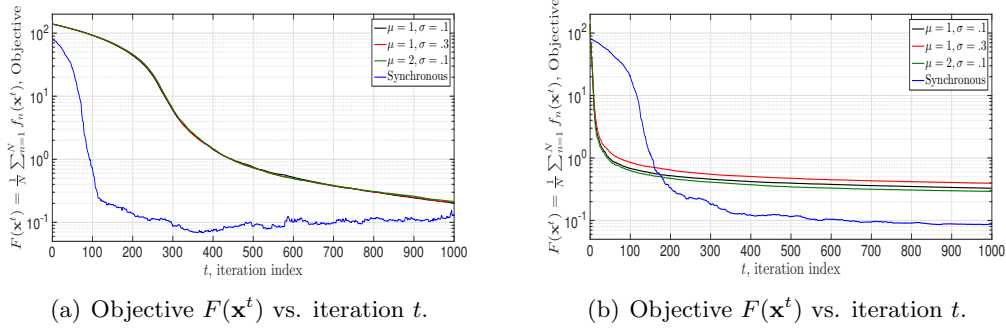 F(x^t) = 1/N ∑_{n=1}^N f_n(x^t), Objective
10^2
10^1
10^0
10^-1
0 100 200 300 400 500 600 700 800 900 1000
t, iteration index
μ = 1, σ = .1
μ = 1, σ = .3
μ = 2, σ = .1
Synchronous
(a) Objective F(x^t) vs. iteration t.
F(x^t) = 1/N ∑_{n=1}^N f_n(x^t), Objective
10^2
10^1
10^0
10^-1
0 100 200 300 400 500 600 700 800 900 1000
t, iteration index
μ = 1, σ = .1
μ = 1, σ = .3
μ = 2, σ = .1
Synchronous
(b) Objective F(x^t) vs. iteration t.